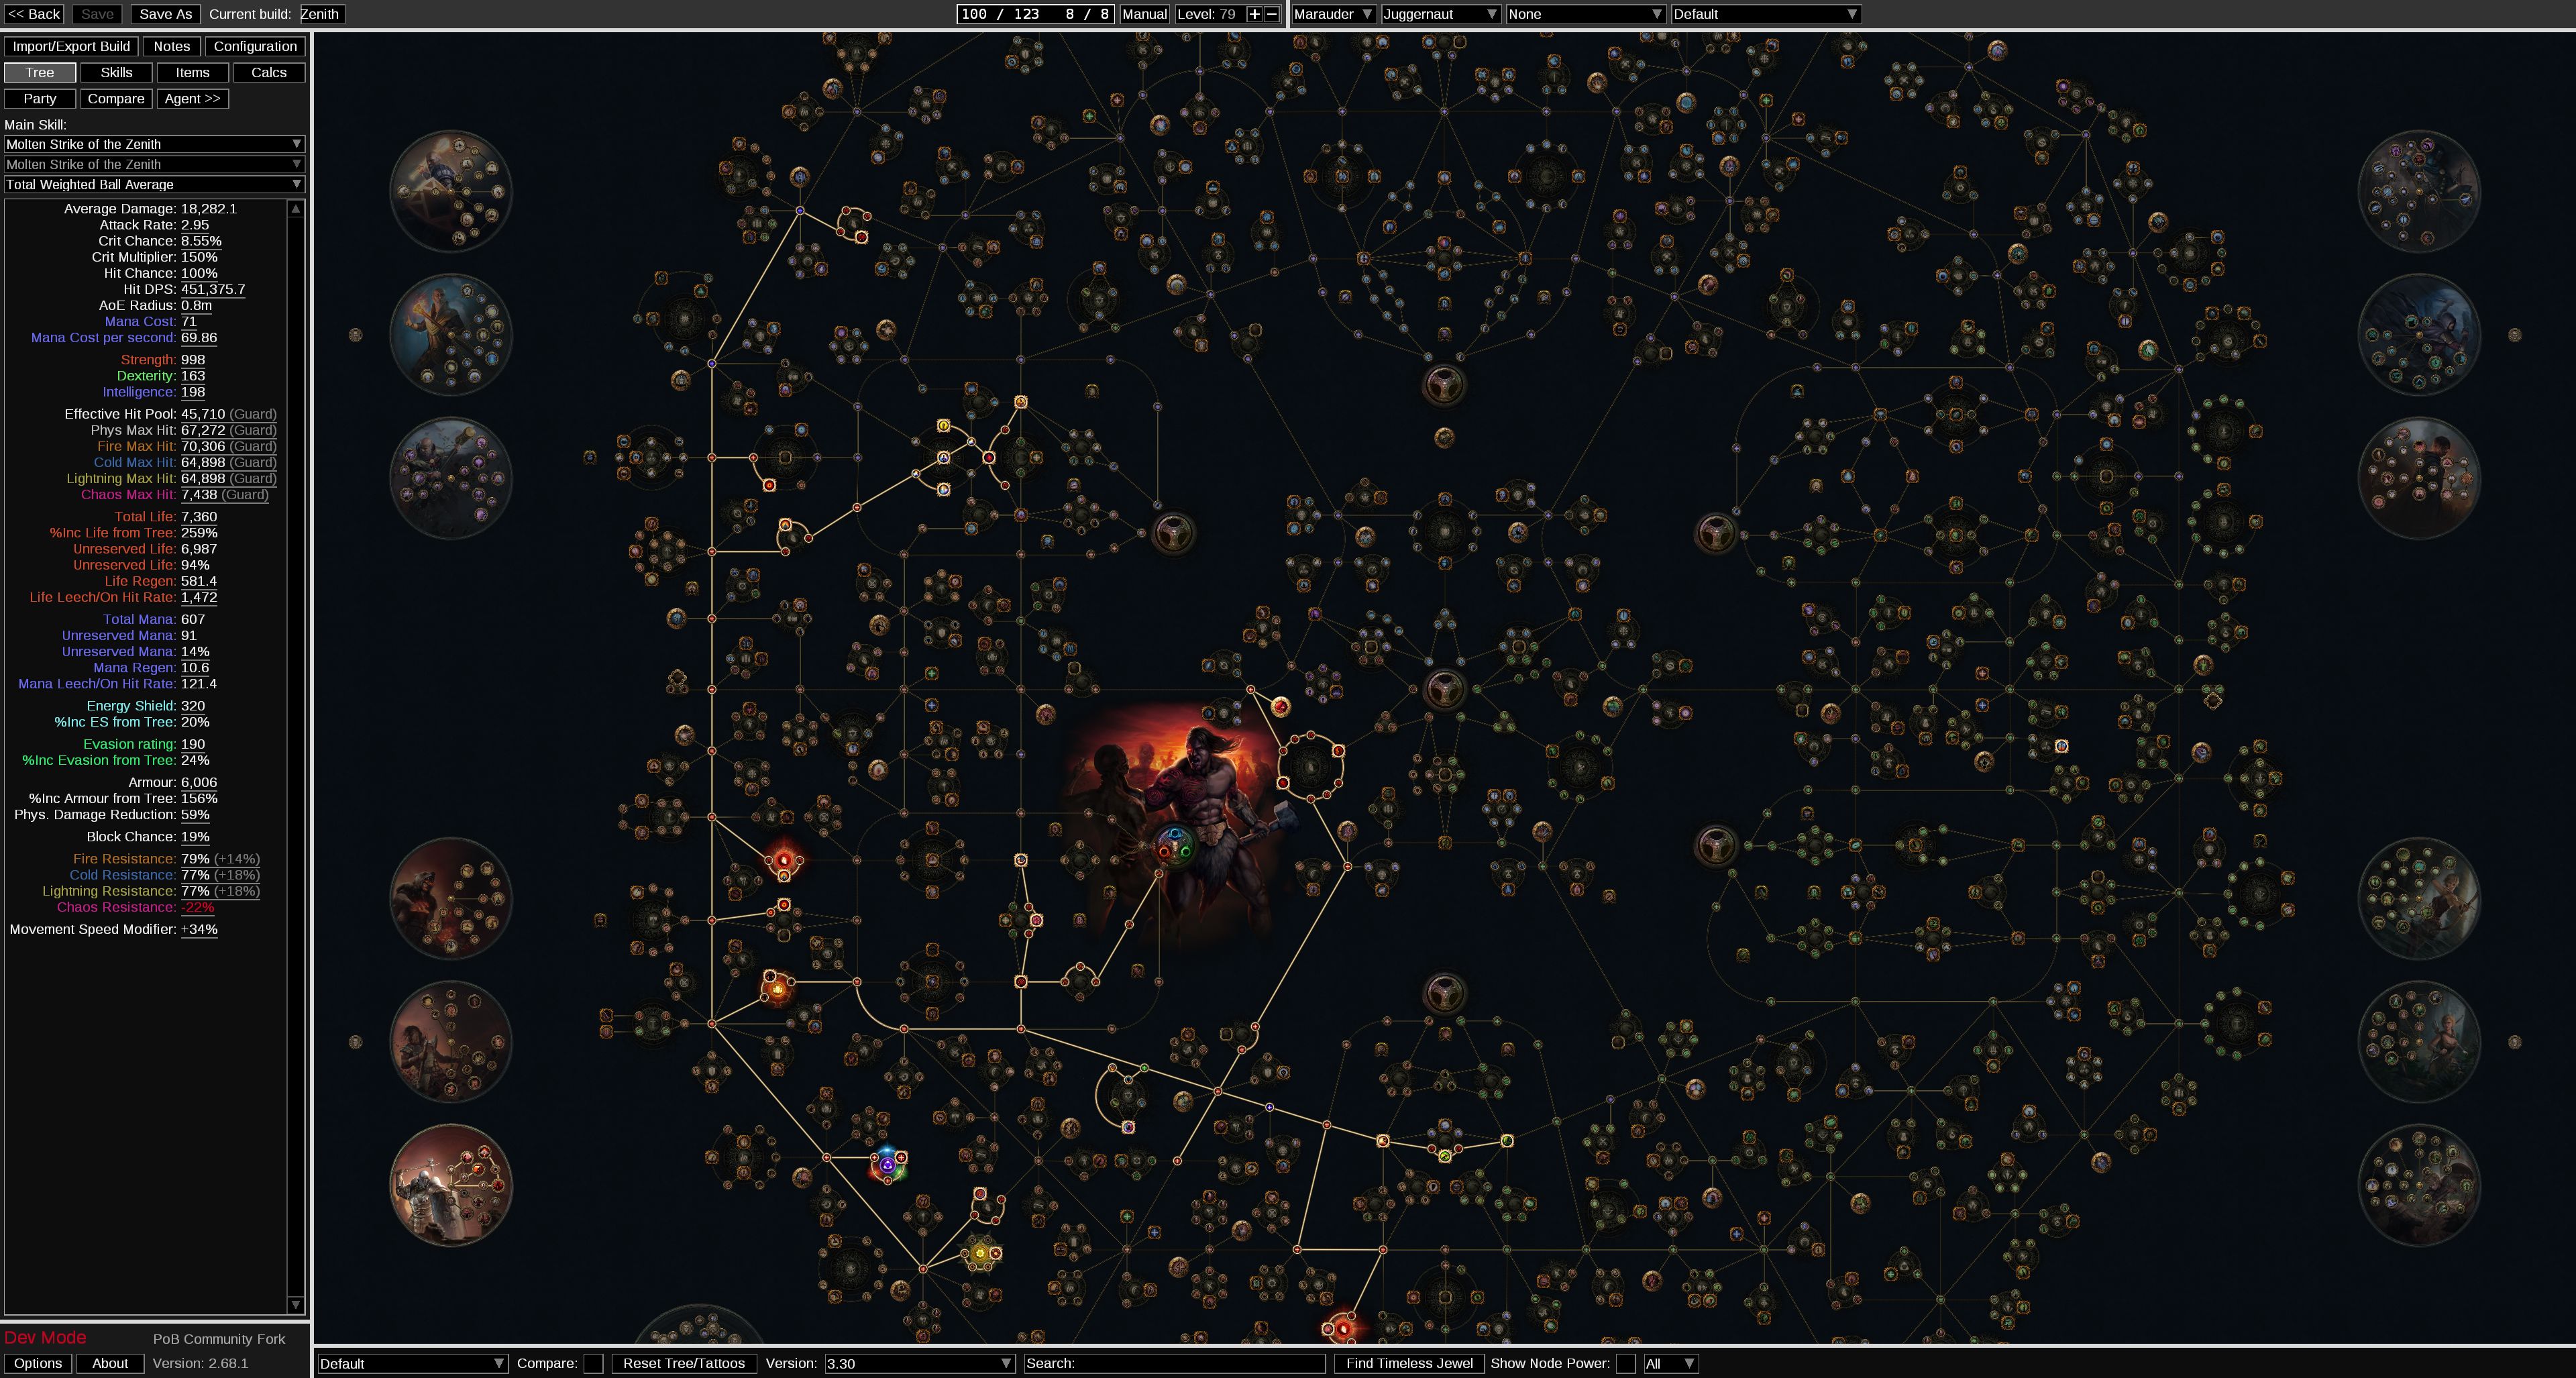 << Back Save Save As Current build: Zenith 100 / 123 8 / 8 Manual Level: 79 + − Marauder Juggernaut None Default
Import/Export Build Notes Configuration
Tree Skills Items Calcs
Party Compare Agent >>
Main Skill:
Molten Strike of the Zenith
Molten Strike of the Zenith
Total Weighted Ball Average
Average Damage: 18,282.1
Attack Rate: 2.95
Crit Chance: 8.55%
Crit Multiplier: 150%
Hit Chance: 100%
Hit DPS: 451,375.7
AoE Radius: 0.8m
Mana Cost: 71
Mana Cost per second: 69.86
Strength: 998
Dexterity: 163
Intelligence: 198
Effective Hit Pool: 45,710 (Guard)
Phys Max Hit: 67,272 (Guard)
Fire Max Hit: 70,306 (Guard)
Cold Max Hit: 64,898 (Guard)
Lightning Max Hit: 64,898 (Guard)
Chaos Max Hit: 7,438 (Guard)
Total Life: 7,360
%Inc Life from Tree: 259%
Unreserved Life: 6,987
Unreserved Life: 94%
Life Regen: 581.4
Life Leech/On Hit Rate: 1,472
Total Mana: 607
Unreserved Mana: 91
Unreserved Mana: 14%
Mana Regen: 10.6
Mana Leech/On Hit Rate: 121.4
Energy Shield: 320
%Inc ES from Tree: 20%
Evasion rating: 190
%Inc Evasion from Tree: 24%
Armour: 6,006
%Inc Armour from Tree: 156%
Phys. Damage Reduction: 59%
Block Chance: 19%
Fire Resistance: 79% (+14%)
Cold Resistance: 77% (+18%)
Lightning Resistance: 77% (+18%)
Chaos Resistance: -22%
Movement Speed Modifier: +34%
Dev Mode PoB Community Fork
Options About Version: 2.68.1
Default Compare: Reset Tree/Tattoos Version: 3.30 Search: Find Timeless Jewel Show Node Power: All